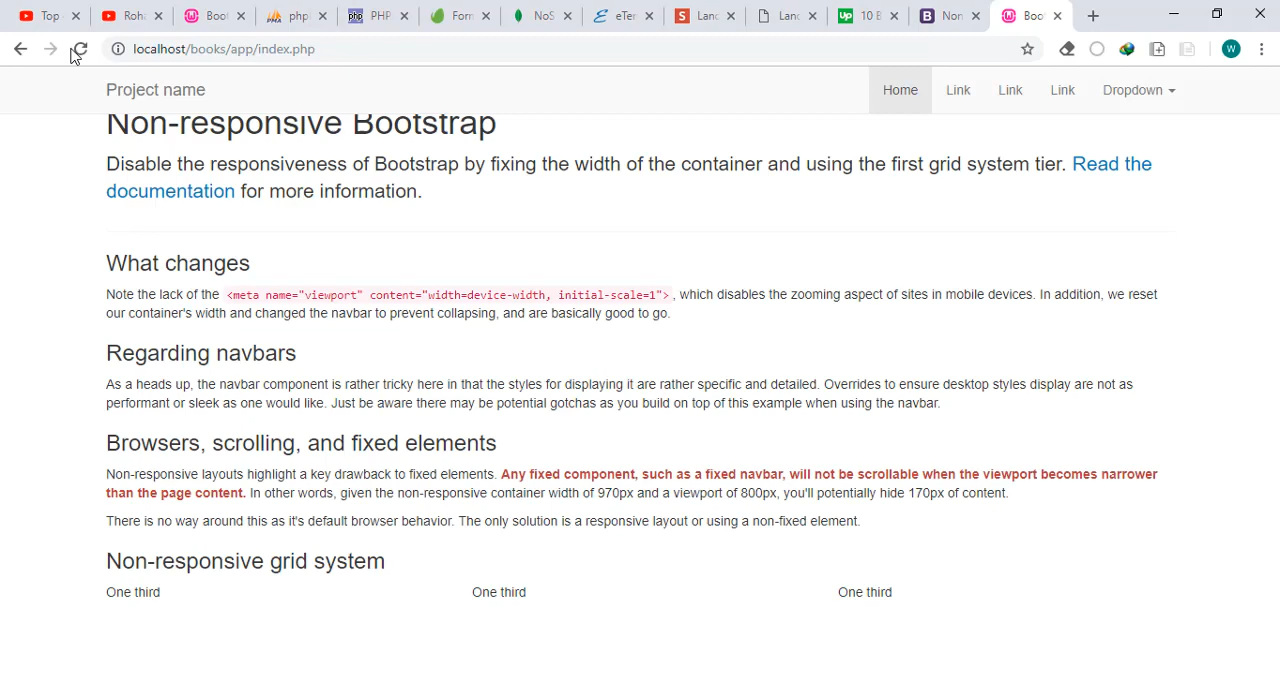 Top
Roh
Boo
php
PHP
Forn
NoS
eTer
Lanc
Lanc
10 B
Non
Boo
localhost/books/app/index.php
W
Project name
Home
Link
Link
Link
Dropdown
Non-responsive Bootstrap
Disable the responsiveness of Bootstrap by fixing the width of the container and using the first grid system tier. Read the
documentation for more information.
What changes
Note the lack of the <meta name="viewport" content="width=device-width, initial-scale=1">, which disables the zooming aspect of sites in mobile devices. In addition, we reset
our container's width and changed the navbar to prevent collapsing, and are basically good to go.
Regarding navbars
As a heads up, the navbar component is rather tricky here in that the styles for displaying it are rather specific and detailed. Overrides to ensure desktop styles display are not as
performant or sleek as one would like. Just be aware there may be potential gotchas as you build on top of this example when using the navbar.
Browsers, scrolling, and fixed elements
Non-responsive layouts highlight a key drawback to fixed elements. Any fixed component, such as a fixed navbar, will not be scrollable when the viewport becomes narrower
than the page content. In other words, given the non-responsive container width of 970px and a viewport of 800px, you'll potentially hide 170px of content.
There is no way around this as it's default browser behavior. The only solution is a responsive layout or using a non-fixed element.
Non-responsive grid system
One third
One third
One third